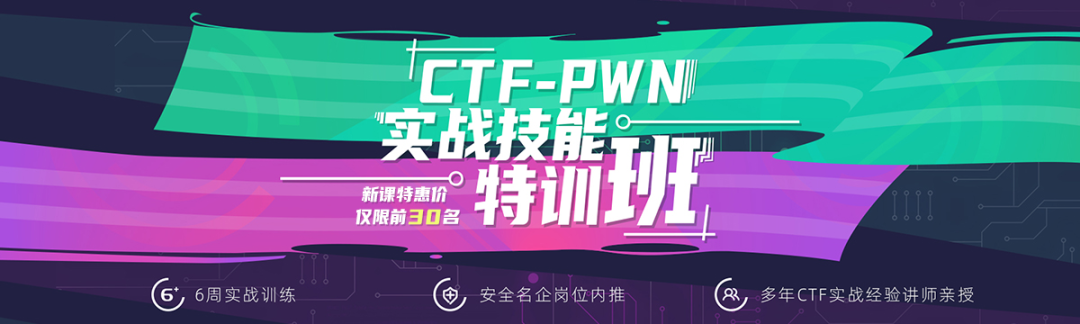 CTF-PWN
实战技能
特训班
新课特惠价
仅限前30名
6+
6周实战训练
安全名企岗位内推
多年CTF实战经验讲师亲授